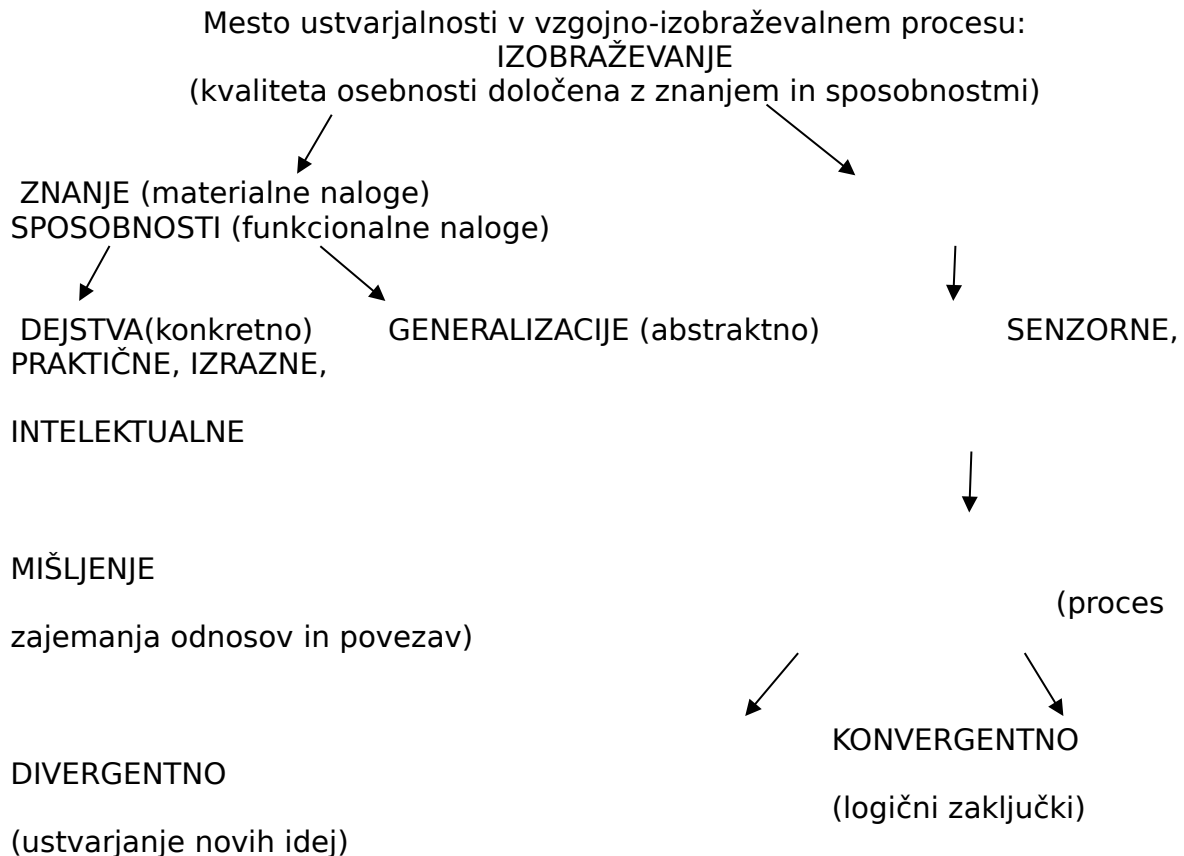 Mesto ustvarjalnosti v vzgojno-izobraževalnem procesu:
IZOBRAŽEVANJE
(kvaliteta osebnosti določena z znanjem in sposobnostmi)
ZNANJE (materialne naloge)
SPOSOBNOSTI (funkcionalne naloge)
DEJSTVA(konkretno) GENERALIZACIJE (abstraktno) SENZORNE,
PRAKTIČNE, IZRAZNE,
INTELEKTUALNE
MIŠLJENJE
(proces
zajemanja odnosov in povezav)
KONVERGENTNO
DIVERGENTNO
(logični zaključki)
(ustvarjanje novih idej)